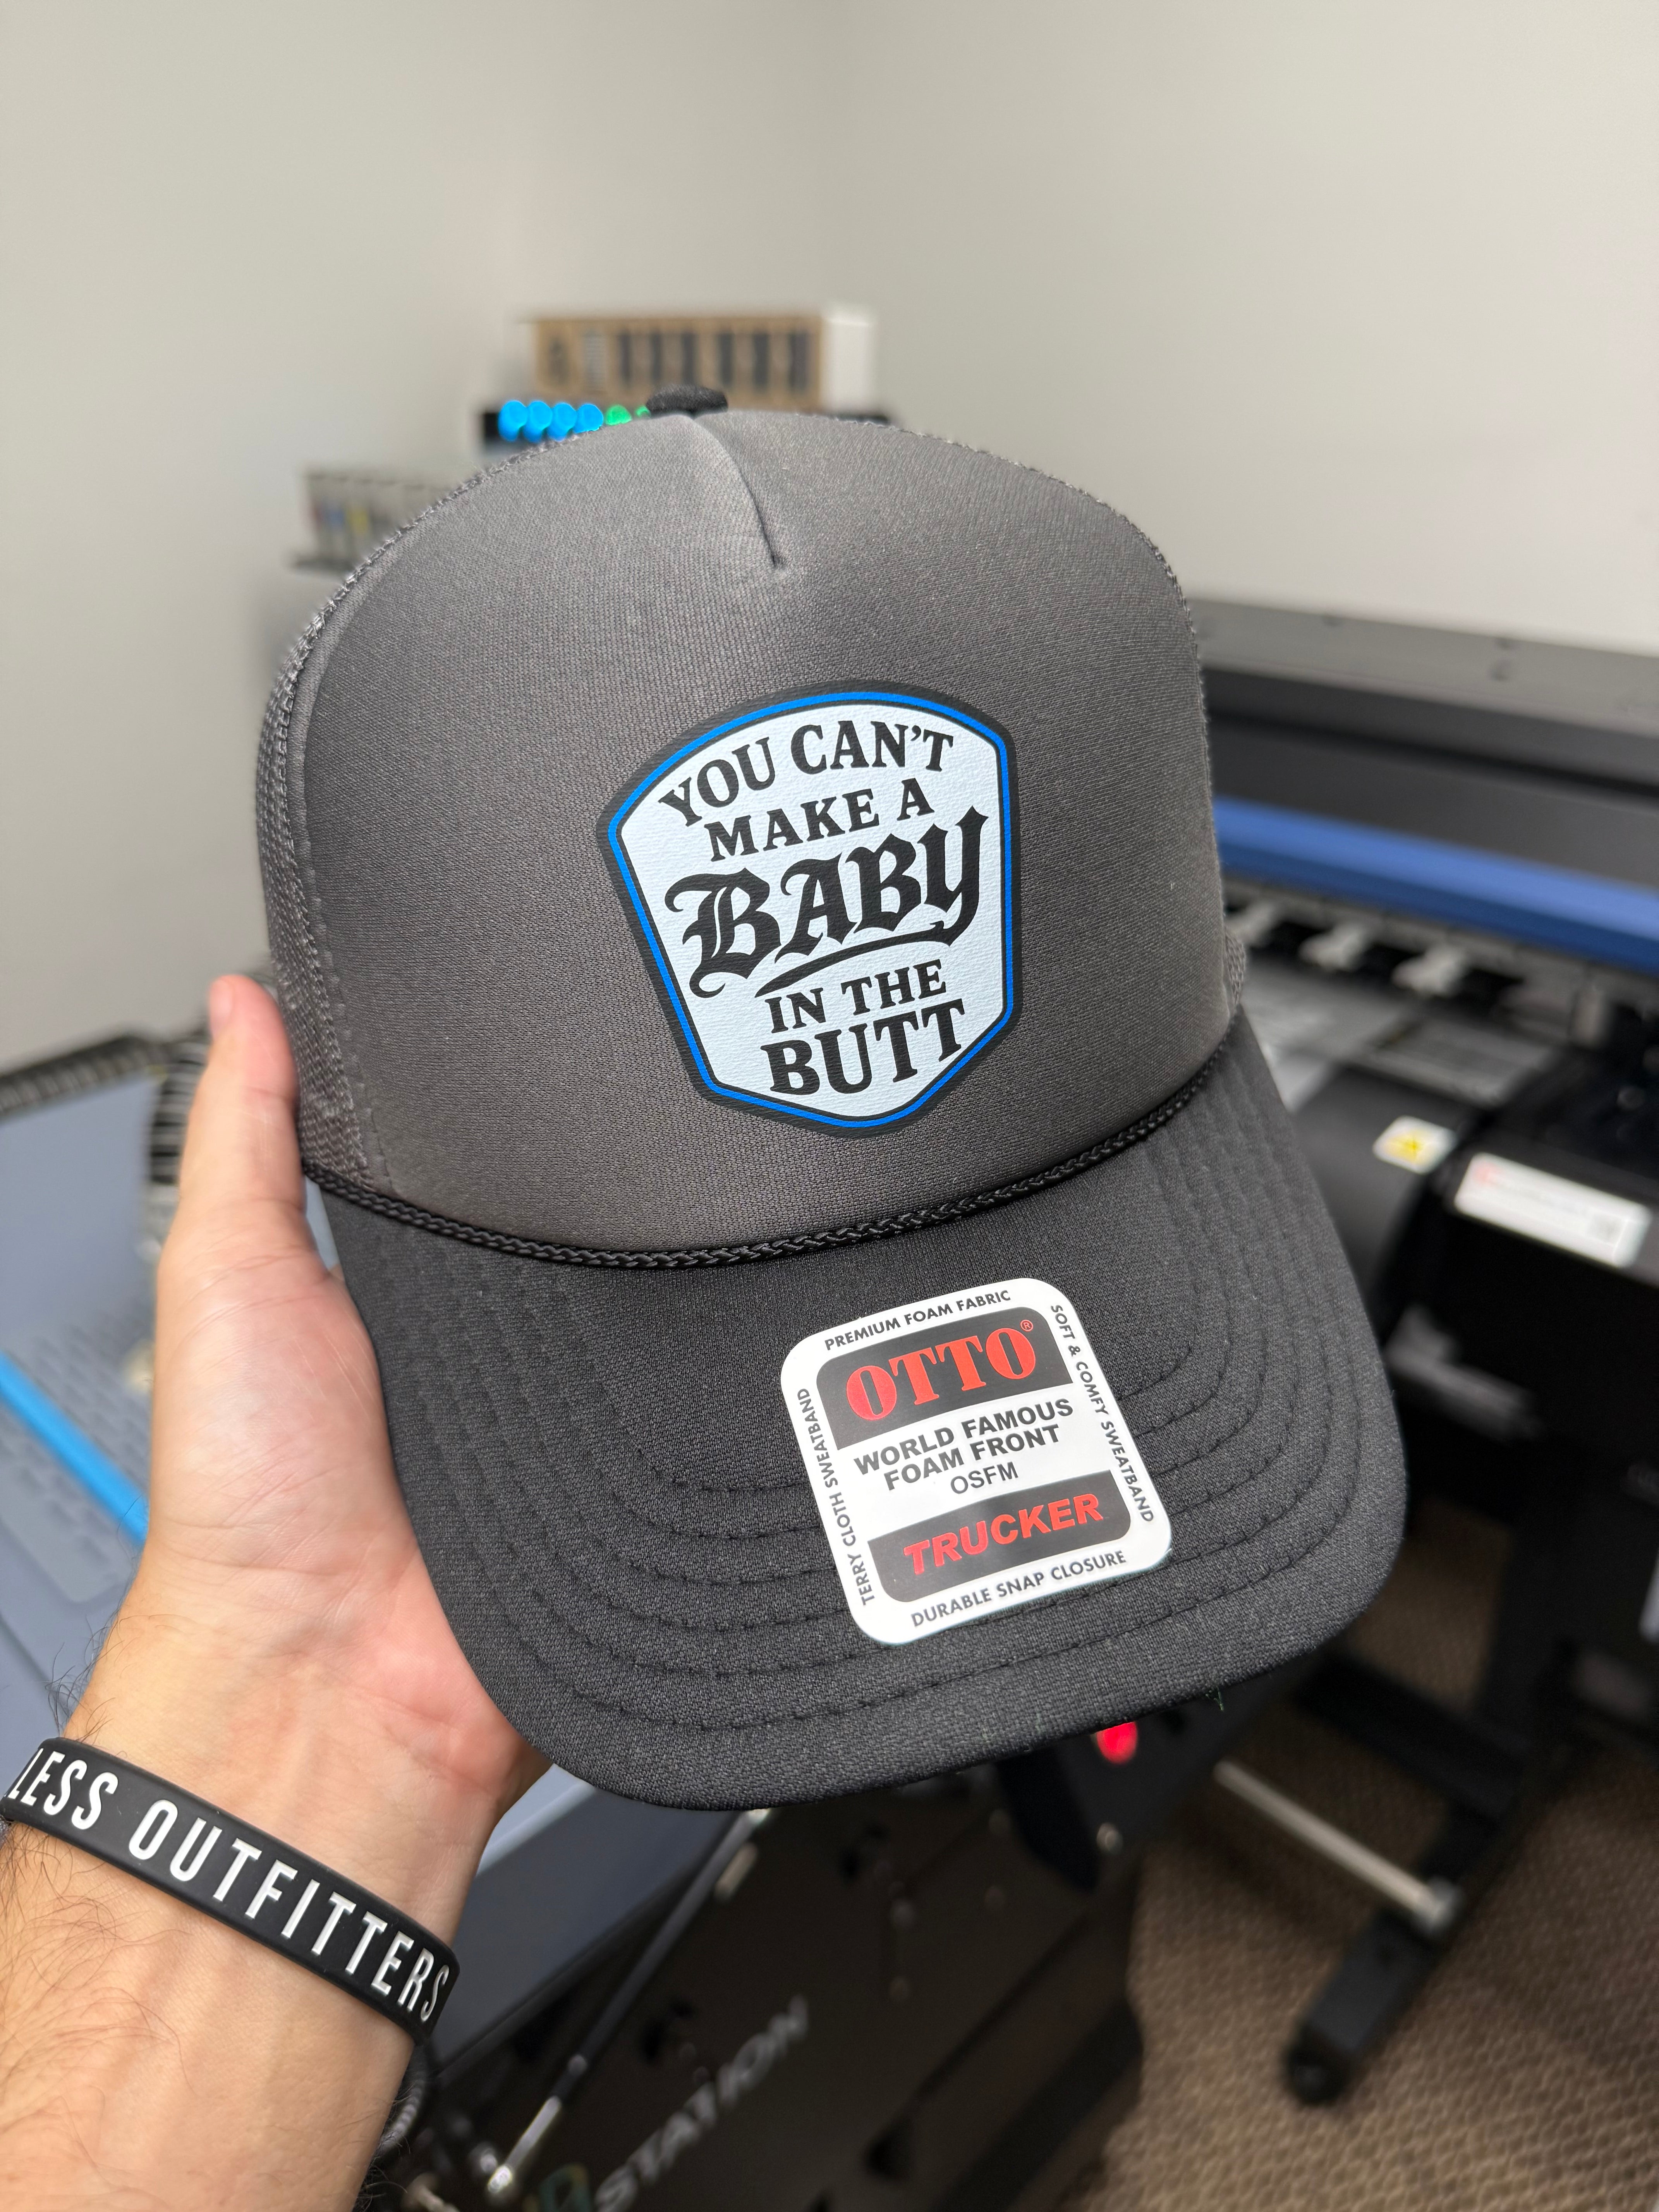 YOU CAN'T
MAKE A
BABY
IN THE
BUTT
PREMIUM FOAM FABRIC
OTTO®
WORLD FAMOUS
FOAM FRONT
OSFM
TRUCKER
DURABLE SNAP CLOSURE
TERRY CLOTH SWEATBAND
SOFT & COMFY SWEATBAND
LESS OUTFITTERS
STATION